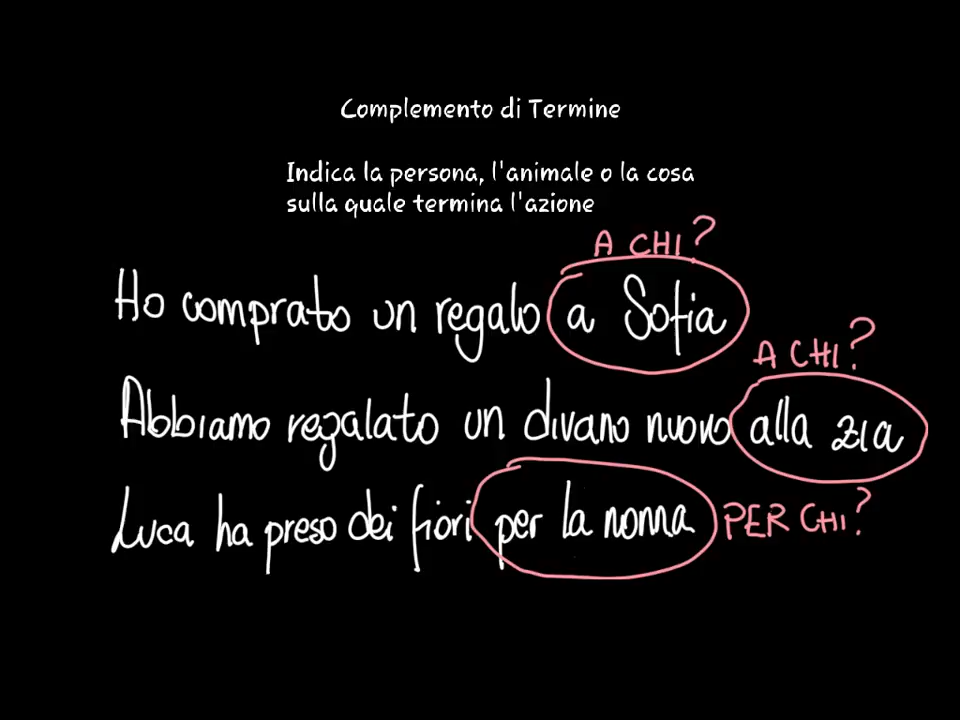 Complemento di Termine
Indica la persona, l'animale o la cosa
sulla quale termina l'azione
A CHI?
Ho comprato un regalo a Sofia
A CHI?
Abbiamo regalato un divano nuovo alla zia
Luca ha preso dei fiori per la nonna PER CHI?